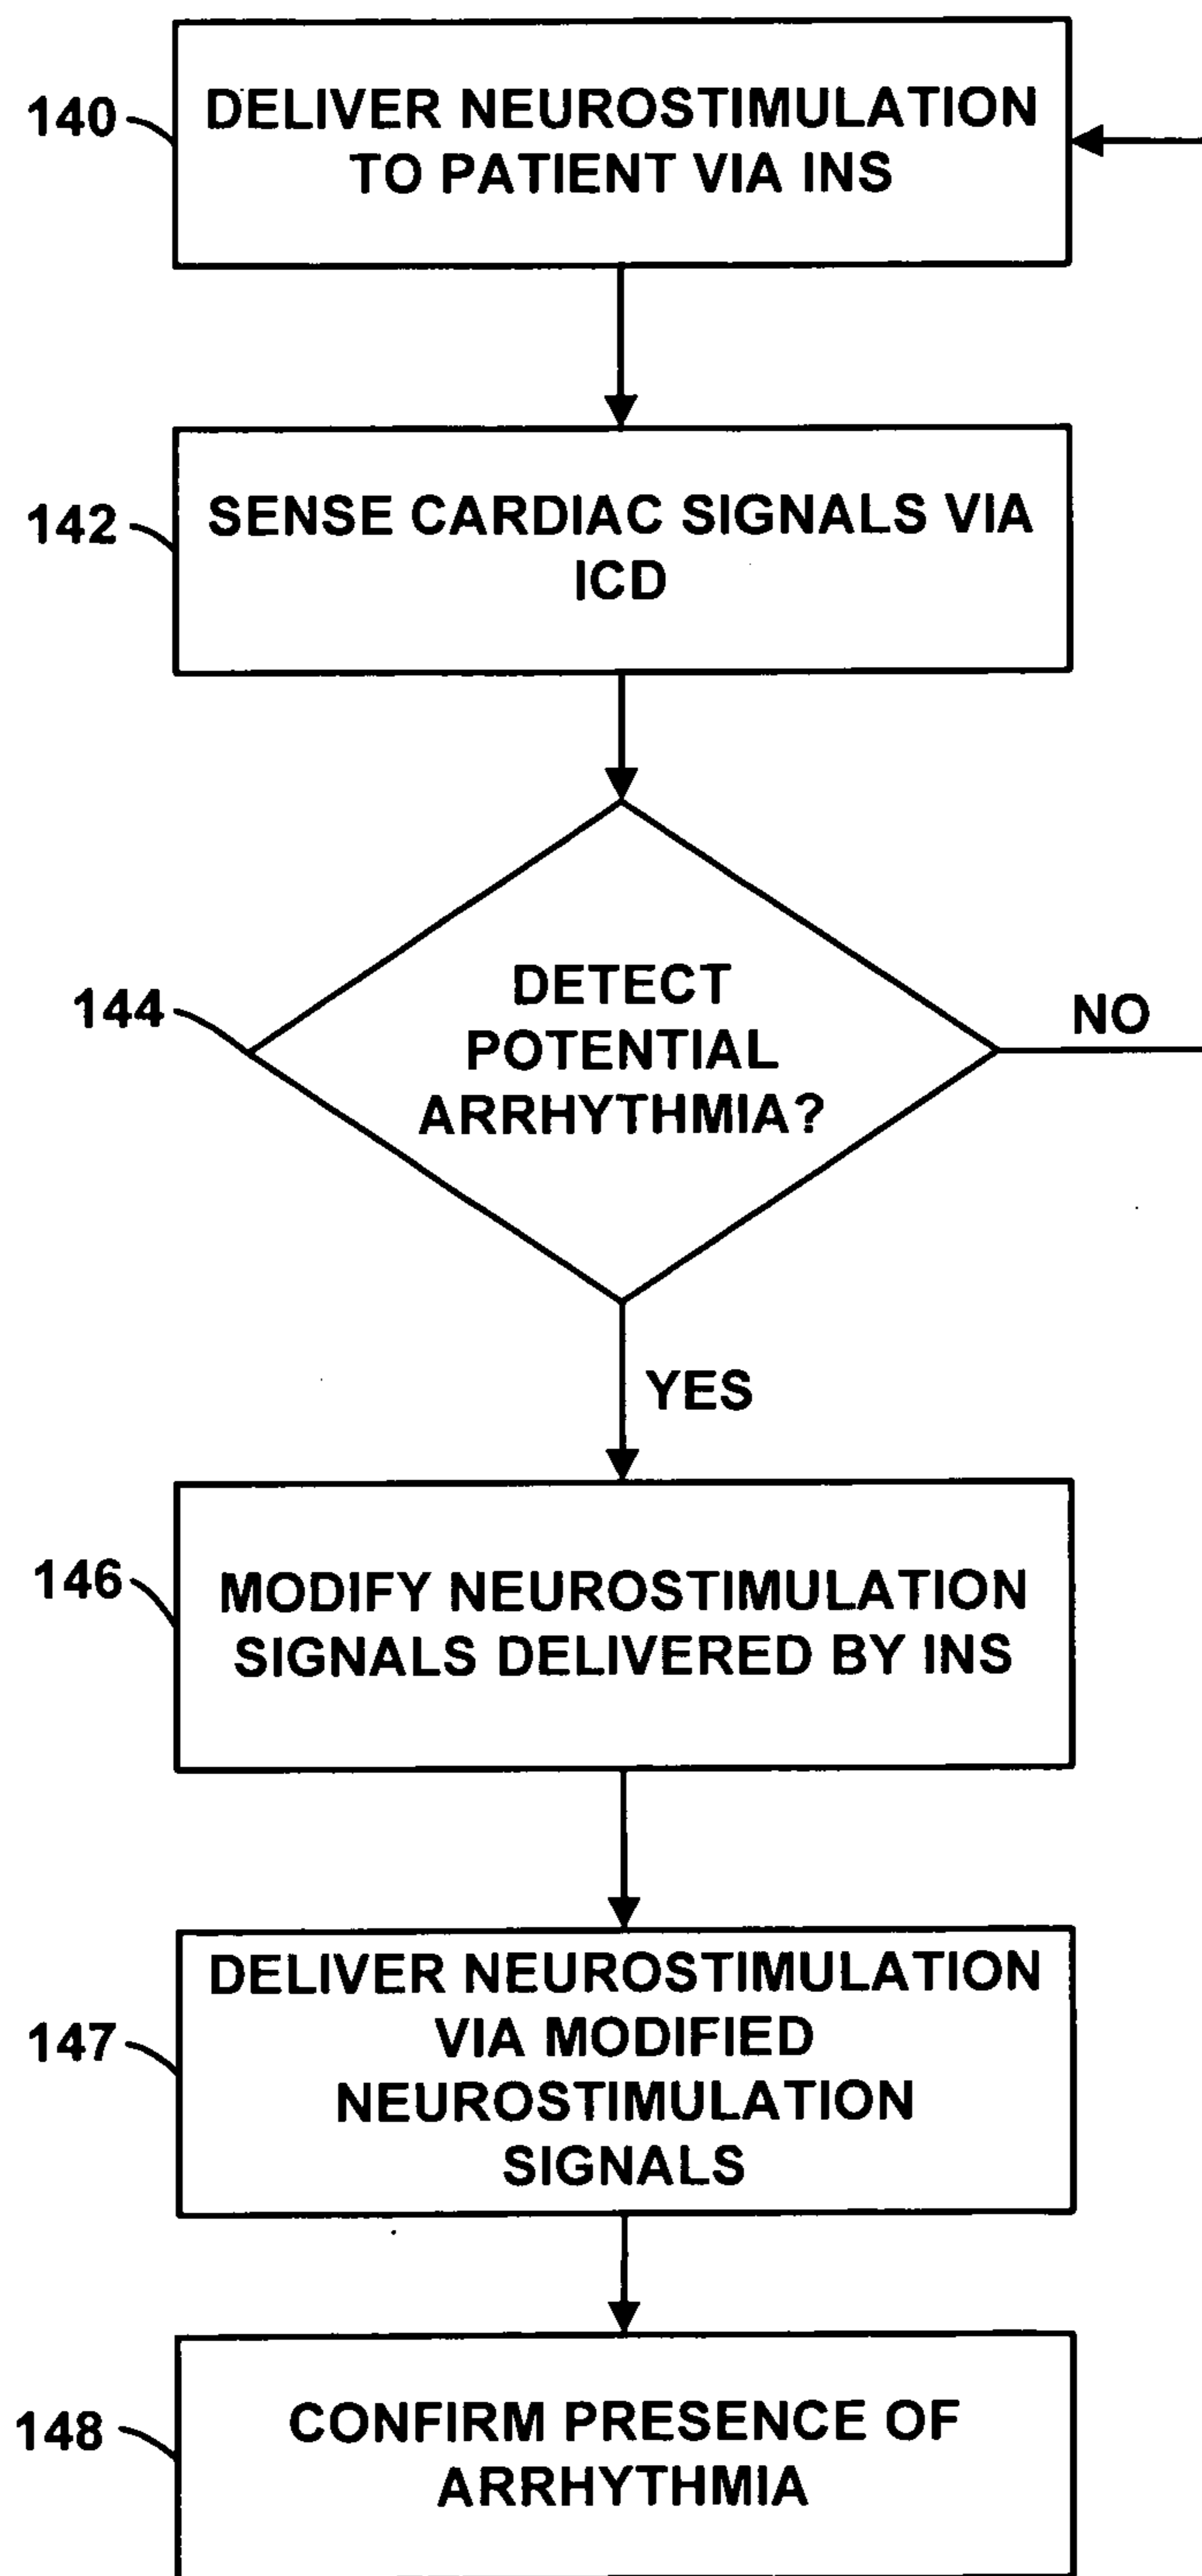 140
DELIVER NEUROSTIMULATION
TO PATIENT VIA INS
142
SENSE CARDIAC SIGNALS VIA
ICD
144
DETECT
POTENTIAL
ARRHYTHMIA?
NO
YES
146
MODIFY NEUROSTIMULATION
SIGNALS DELIVERED BY INS
147
DELIVER NEUROSTIMULATION
VIA MODIFIED
NEUROSTIMULATION
SIGNALS
148
CONFIRM PRESENCE OF
ARRHYTHMIA